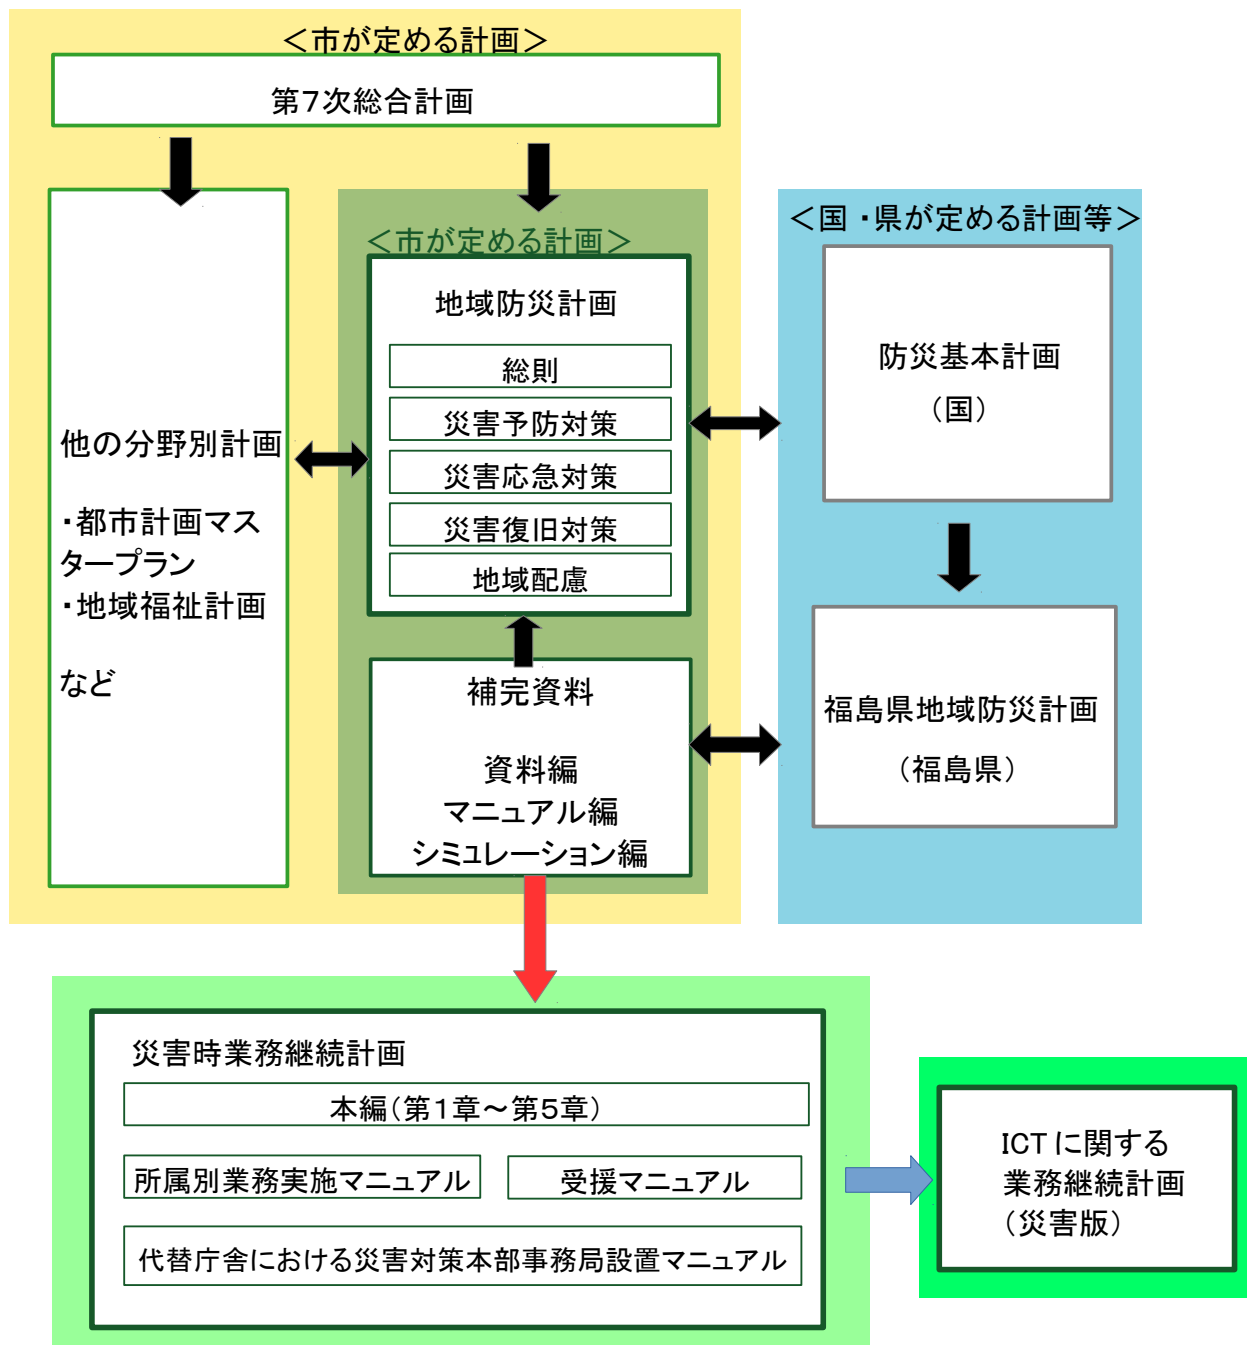 ＜市が定める計画＞
第７次総合計画
他の分野別計画
・都市計画マス
タープラン
・地域福祉計画
など
＜市が定める計画＞
地域防災計画
総則
災害予防対策
災害応急対策
災害復旧対策
地域配慮
補完資料
資料編
マニュアル編
シミュレーション編
＜国・県が定める計画等＞
防災基本計画
（国）
福島県地域防災計画
（福島県）
災害時業務継続計画
本編（第１章～第５章）
所属別業務実施マニュアル
受援マニュアル
代替庁舎における災害対策本部事務局設置マニュアル
ICTに関する
業務継続計画
（災害版）